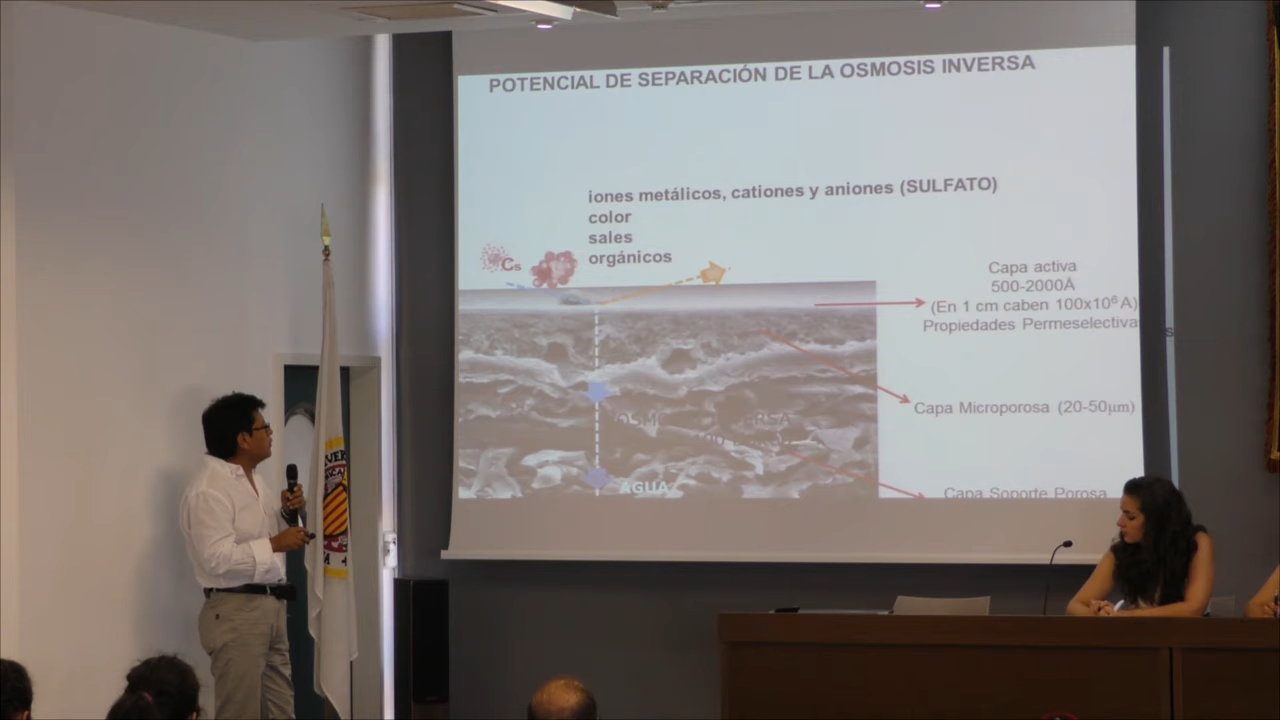 POTENCIAL DE SEPARACIÓN DE LA OSMOSIS INVERSA
iones metálicos, cationes y aniones (SULFATO)
color
sales
orgánicos
Cs
Capa activa
500-2000Å
(En 1 cm caben 100x10⁶ A)
Propiedades Permeselectivas
Capa Microporosa (20-50μm)
AGUA
Capa Soporte Porosa